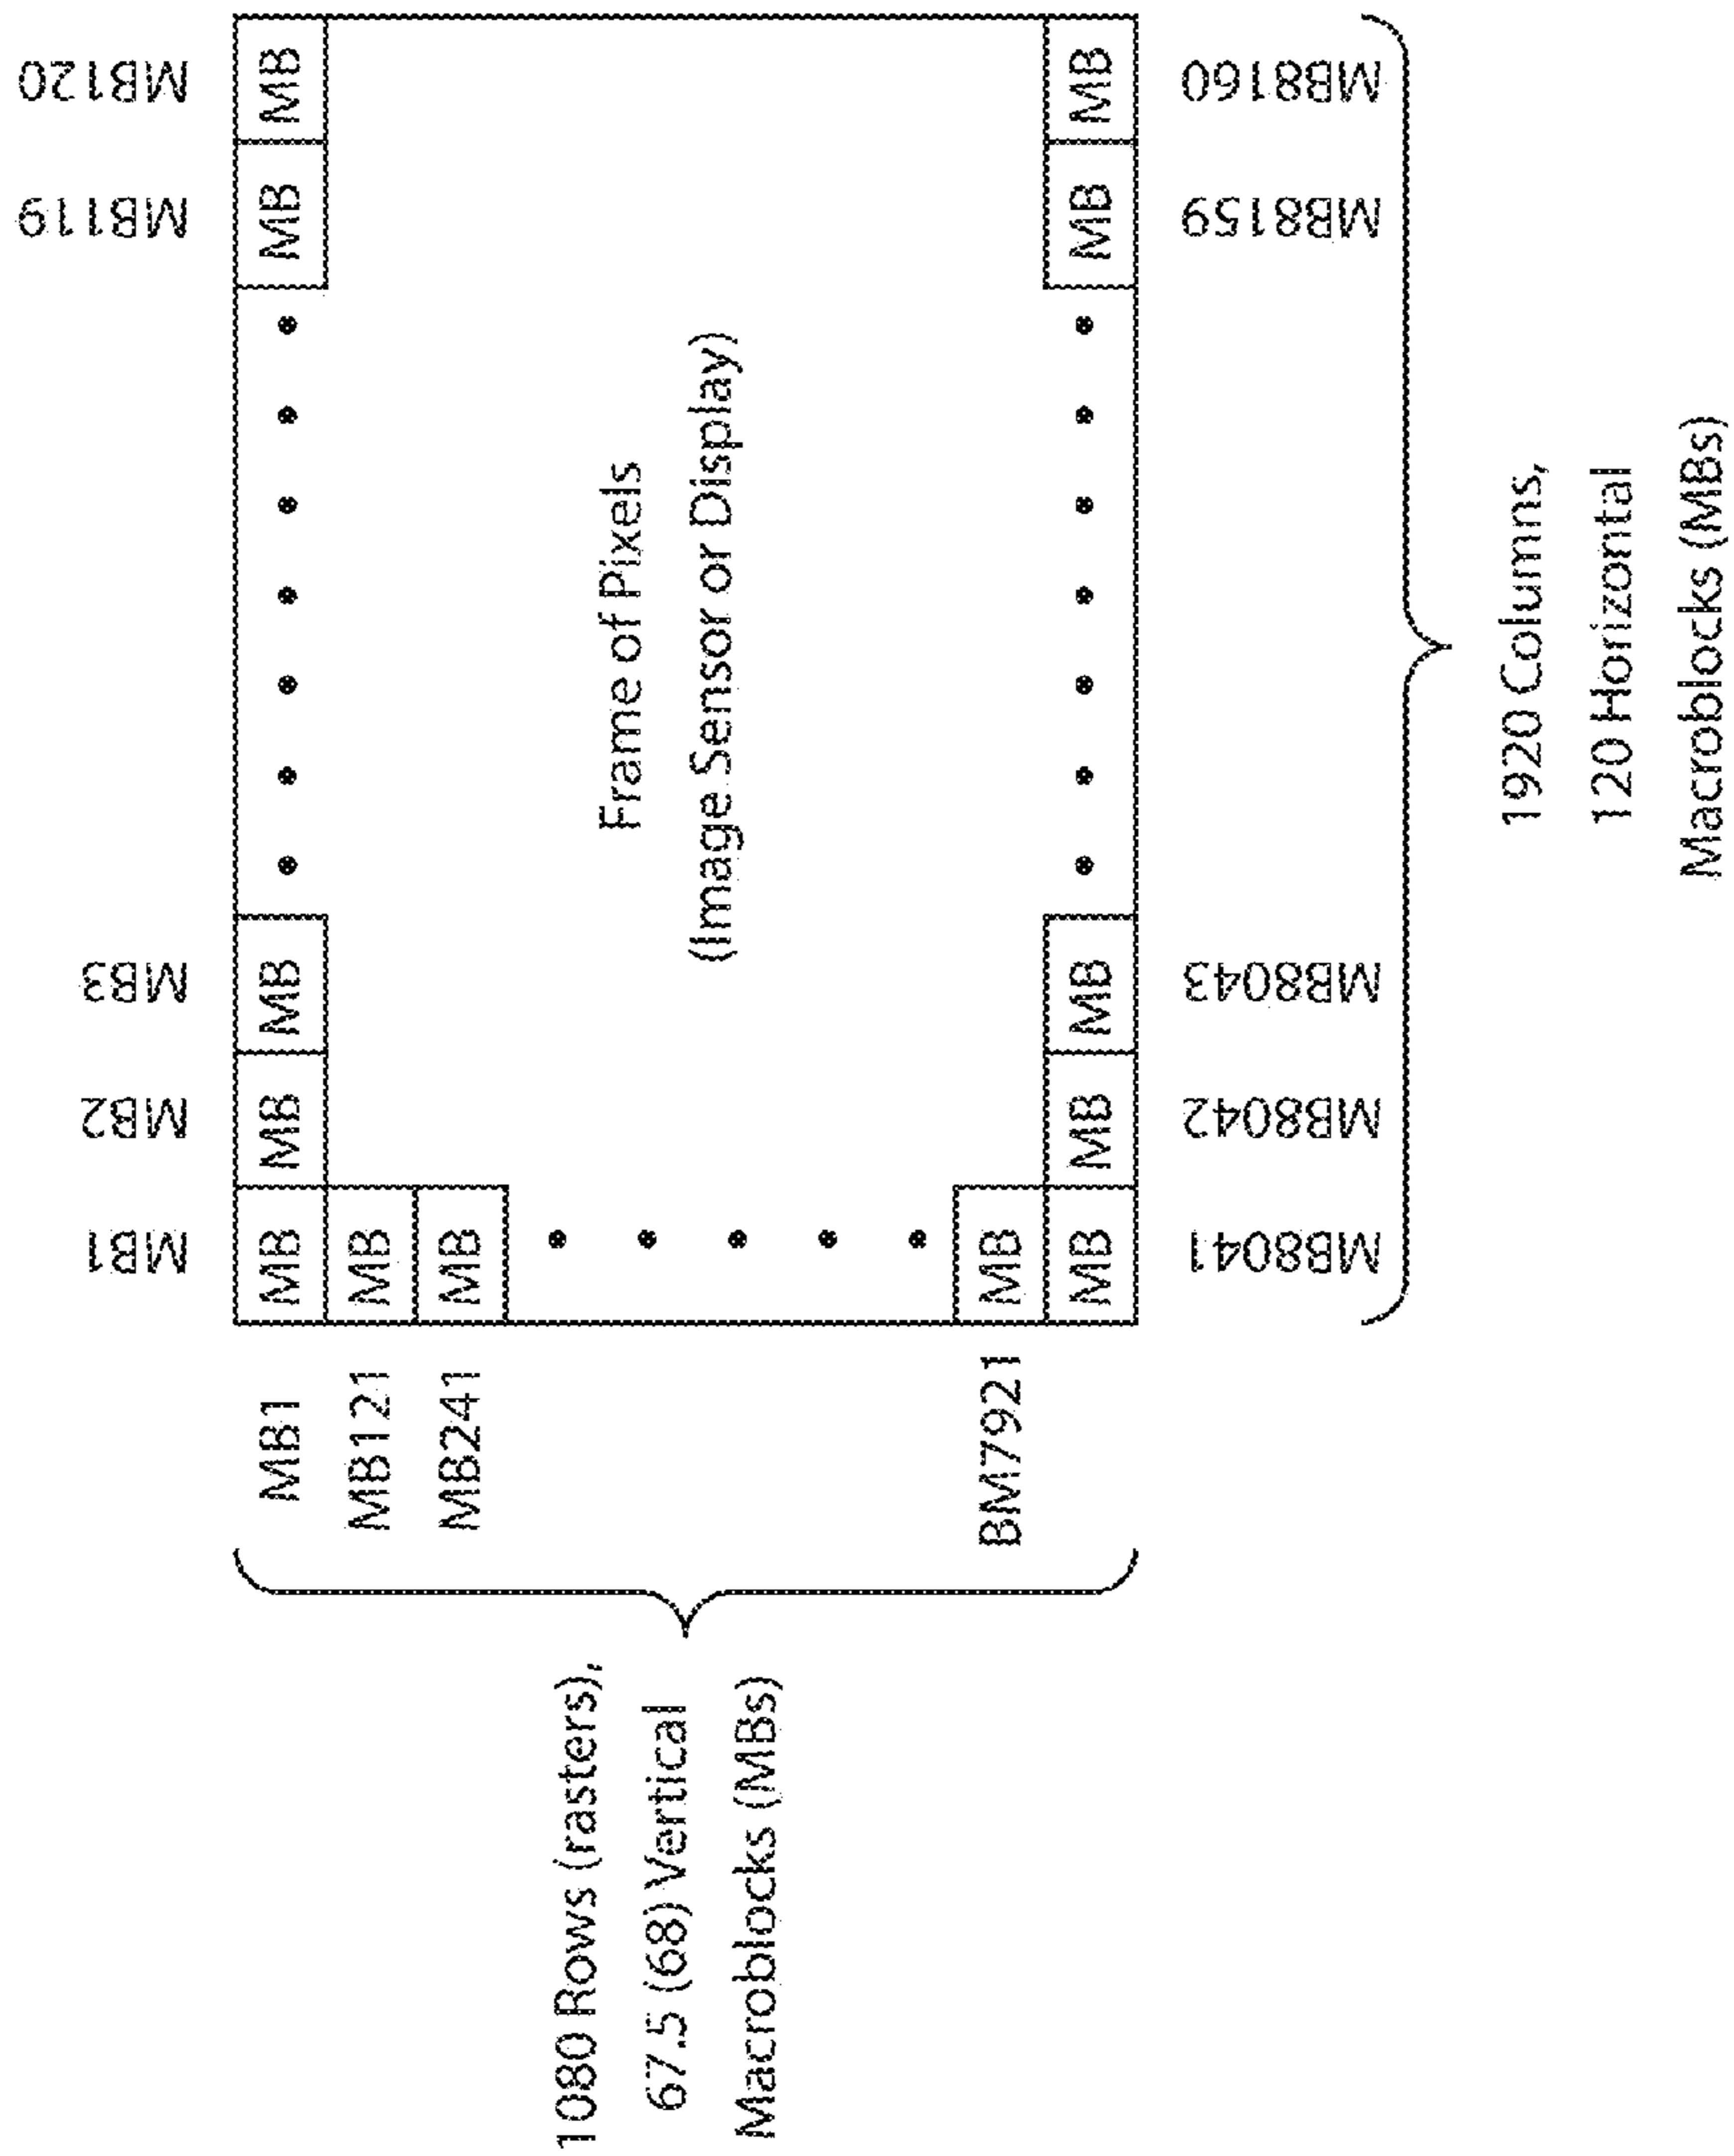 MB1 MB2 MB3 MB119 MB120
MB1 MB MB MB MB MB
MB121 MB
MB241 MB
1080 Rows (rasters),
67.5 (68) Vertical
Macroblocks (MBs)
Frame of Pixels
(Image Sensor or Display)
BM7921 MB
MB MB MB MB MB
MB8041 MB8042 MB8043 MB8159 MB8160
1920 Columns,
120 Horizontal
Macroblocks (MBs)